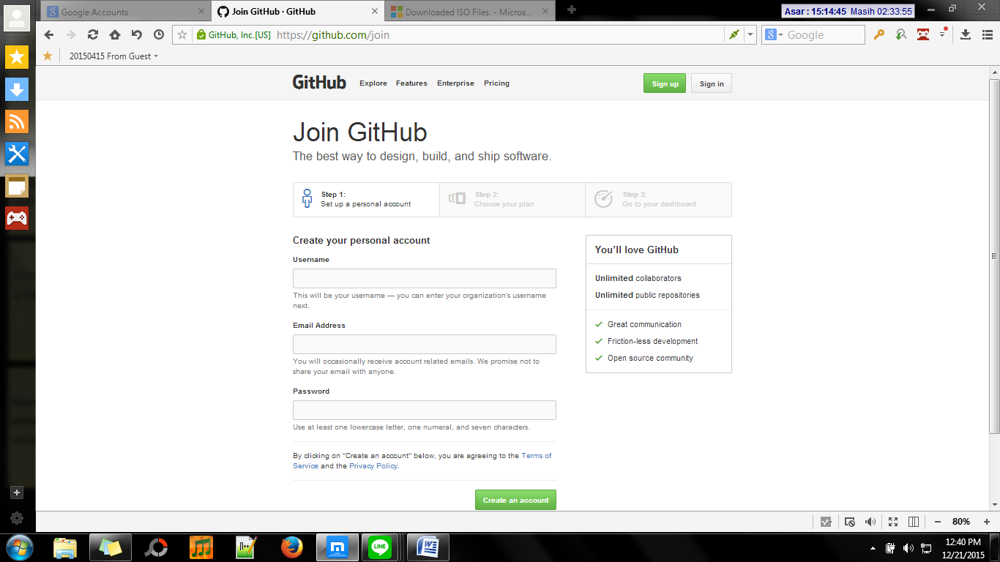 Google Accounts
Join GitHub · GitHub
Downloaded ISO Files. - Micros...
Asar : 15:14:45 Masih 02:33:55
GitHub, Inc.[US] https://github.com/join
Google
20150415 From Guest
GitHub Explore Features Enterprise Pricing Sign up Sign in
Join GitHub
The best way to design, build, and ship software.
Step 1:
Set up a personal account
Step 2:
Choose your plan
Step 3:
Go to your dashboard
Create your personal account
Username
This will be your username — you can enter your organization's username
next.
Email Address
You will occasionally receive account related emails. We promise not to
share your email with anyone.
Password
Use at least one lowercase letter, one numeral, and seven characters.
By clicking on "Create an account" below, you are agreeing to the Terms of
Service and the Privacy Policy.
Create an account
You'll love GitHub
Unlimited collaborators
Unlimited public repositories
Great communication
Friction-less development
Open source community
80%
LINE
12:40 PM
12/21/2015